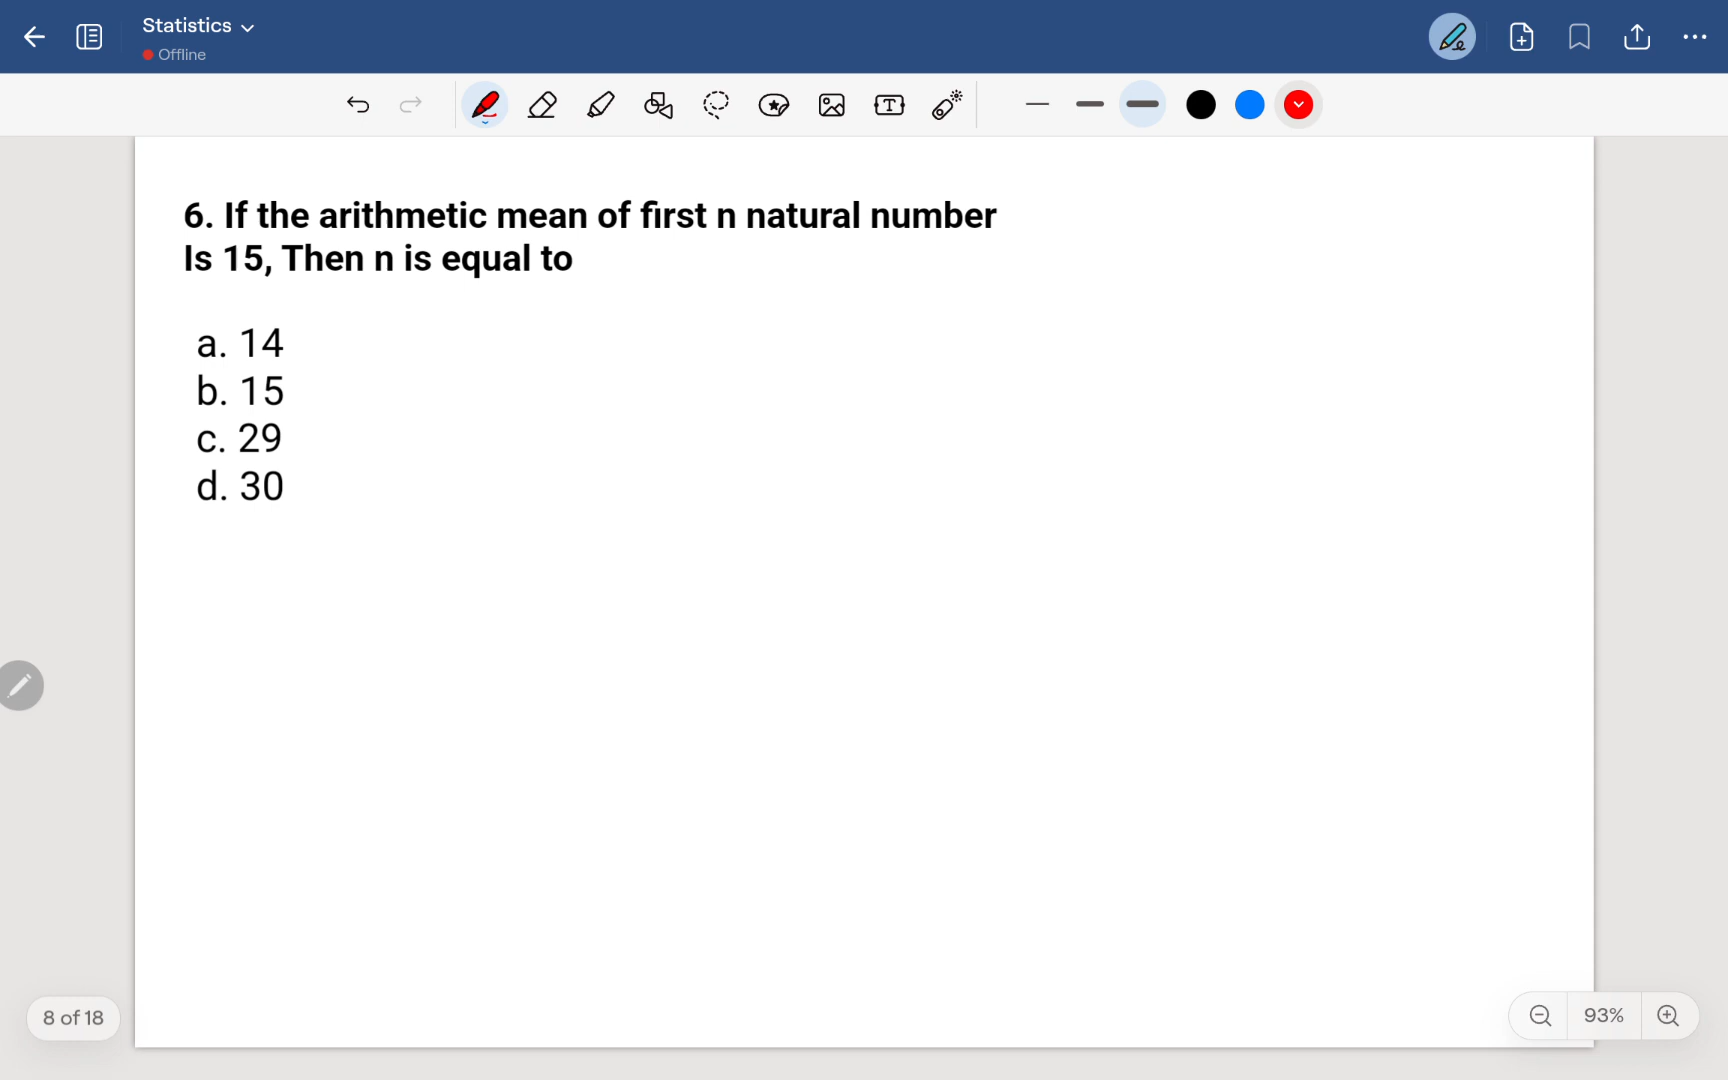 Statistics
Offline
6. If the arithmetic mean of first n natural number
Is 15, Then n is equal to
a. 14
b. 15
c. 29
d. 30
8 of 18
93%